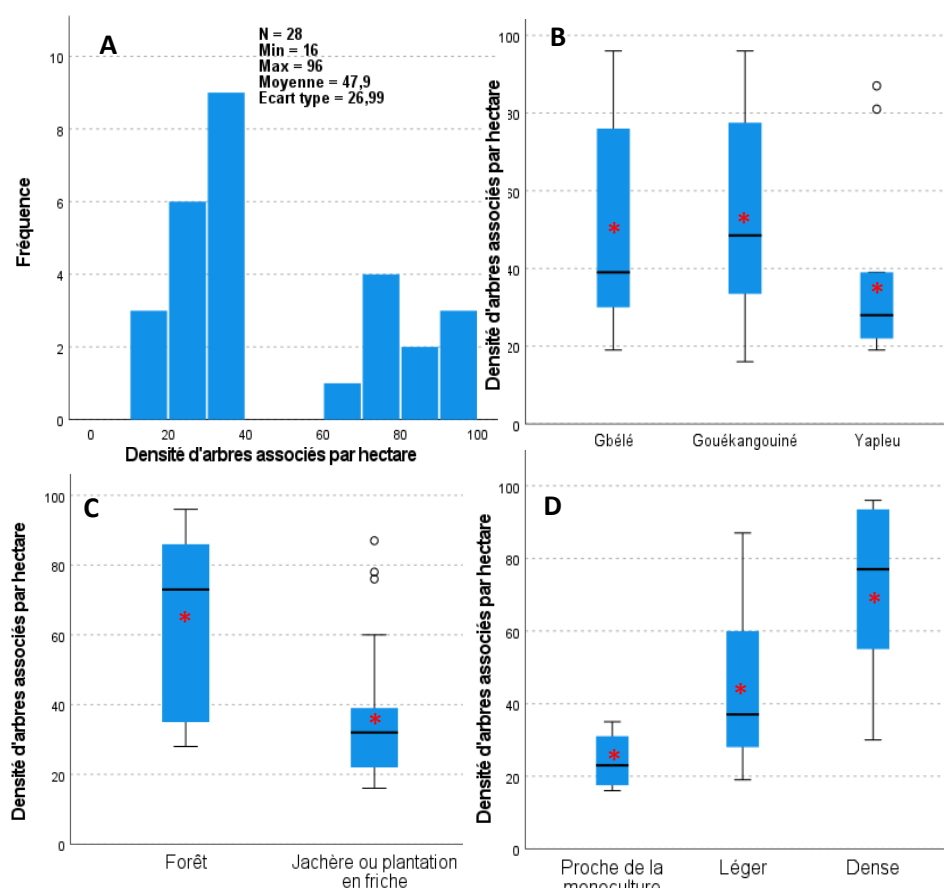 A
N = 28
Min = 16
Max = 96
Moyenne = 47,9
Ecart type = 26,99
Fréquence
10
8
6
4
2
0
0 20 40 60 80 100
Densité d'arbres associés par hectare
B
Densité d'arbres associés par hectare
100
80
60
40
20
0
Gbélé Gouékangouiné Yapleu
C
Densité d'arbres associés par hectare
100
80
60
40
20
0
Forêt
Jachère ou plantation
en friche
D
Densité d'arbres associés par hectare
100
80
60
40
20
0
Proche de la
monoculture
Léger
Dense